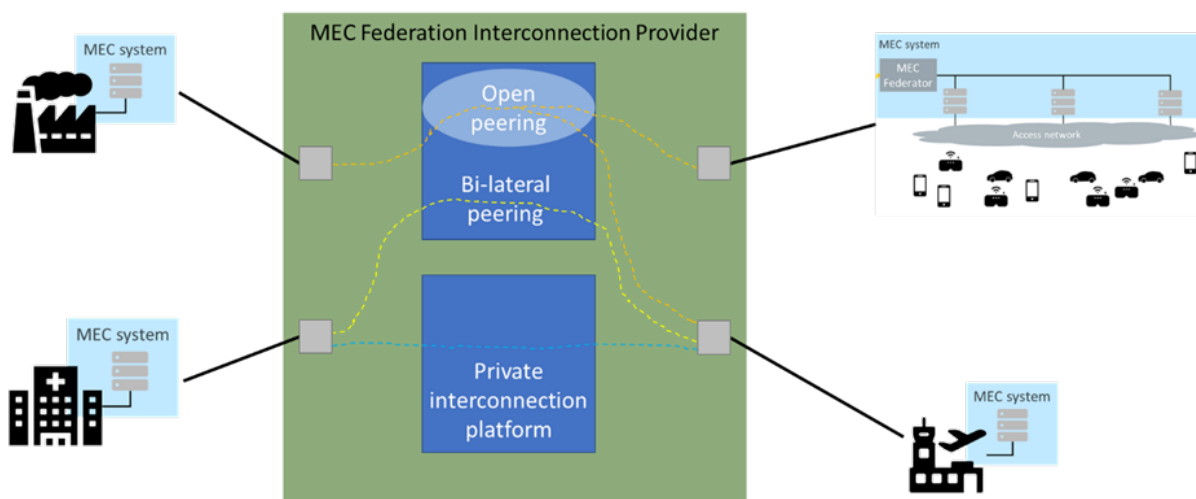 MEC Federation Interconnection Provider
MEC system
MEC system
MEC
Federator
Access network
Open
peering
Bi-lateral
peering
MEC system
Private
interconnection
platform
MEC system